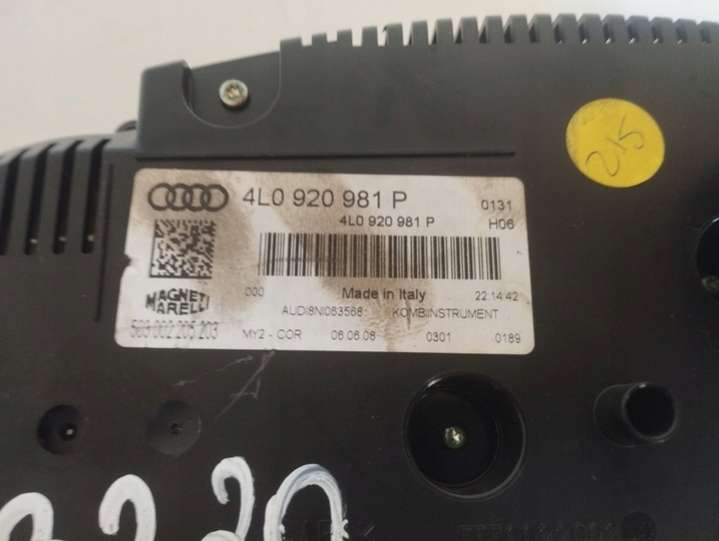 4L0 920 981 P 0131
4L0 920 981 P H06
MAGNETI MARELLI
000 Made in Italy 22:14:42
AUDI8NI063568 KOMBIINSTRUMENT
503.002.205.203 MY2 - COR 06.06.08 0301 0189
215